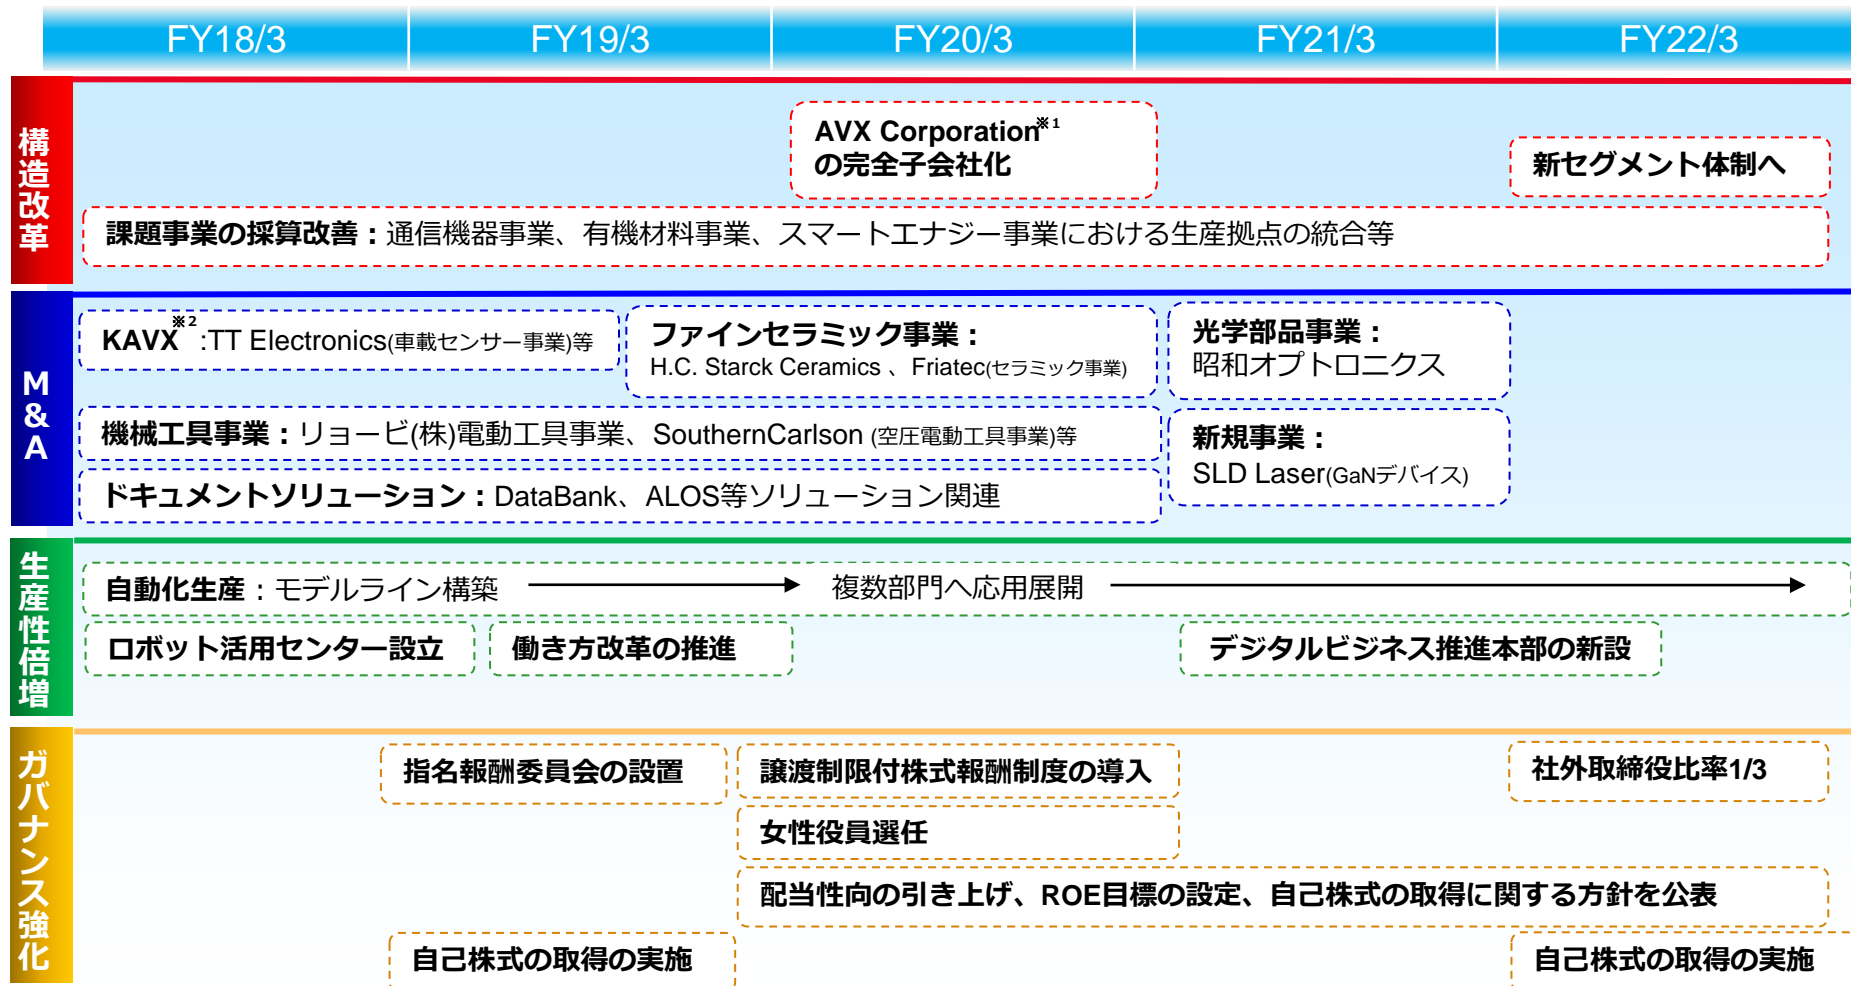 FY18/3 FY19/3 FY20/3 FY21/3 FY22/3
構造改革
AVX Corporation※1
の完全子会社化
新セグメント体制へ
課題事業の採算改善：通信機器事業、有機材料事業、スマートエナジー事業における生産拠点の統合等
M&A
KAVX※2:TT Electronics(車載センサー事業)等
ファインセラミック事業：
H.C. Starck Ceramics 、Friatec(セラミック事業)
光学部品事業：
昭和オプトロニクス
機械工具事業：リョービ(株)電動工具事業、SouthernCarlson (空圧電動工具事業)等
新規事業：
SLD Laser(GaNデバイス)
ドキュメントソリューション：DataBank、ALOS等ソリューション関連
生産性倍増
自動化生産：モデルライン構築 複数部門へ応用展開
ロボット活用センター設立 働き方改革の推進 デジタルビジネス推進本部の新設
ガバナンス強化
指名報酬委員会の設置 譲渡制限付株式報酬制度の導入 社外取締役比率1/3
女性役員選任
配当性向の引き上げ、ROE目標の設定、自己株式の取得に関する方針を公表
自己株式の取得の実施 自己株式の取得の実施